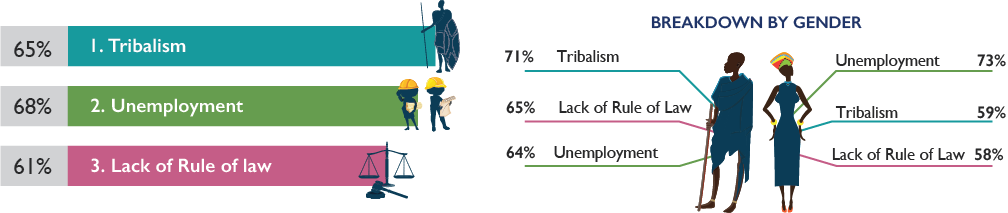 65% 1. Tribalism
68% 2. Unemployment
61% 3. Lack of Rule of law
BREAKDOWN BY GENDER
71% Tribalism
65% Lack of Rule of Law
64% Unemployment
Unemployment 73%
Tribalism 59%
Lack of Rule of Law 58%